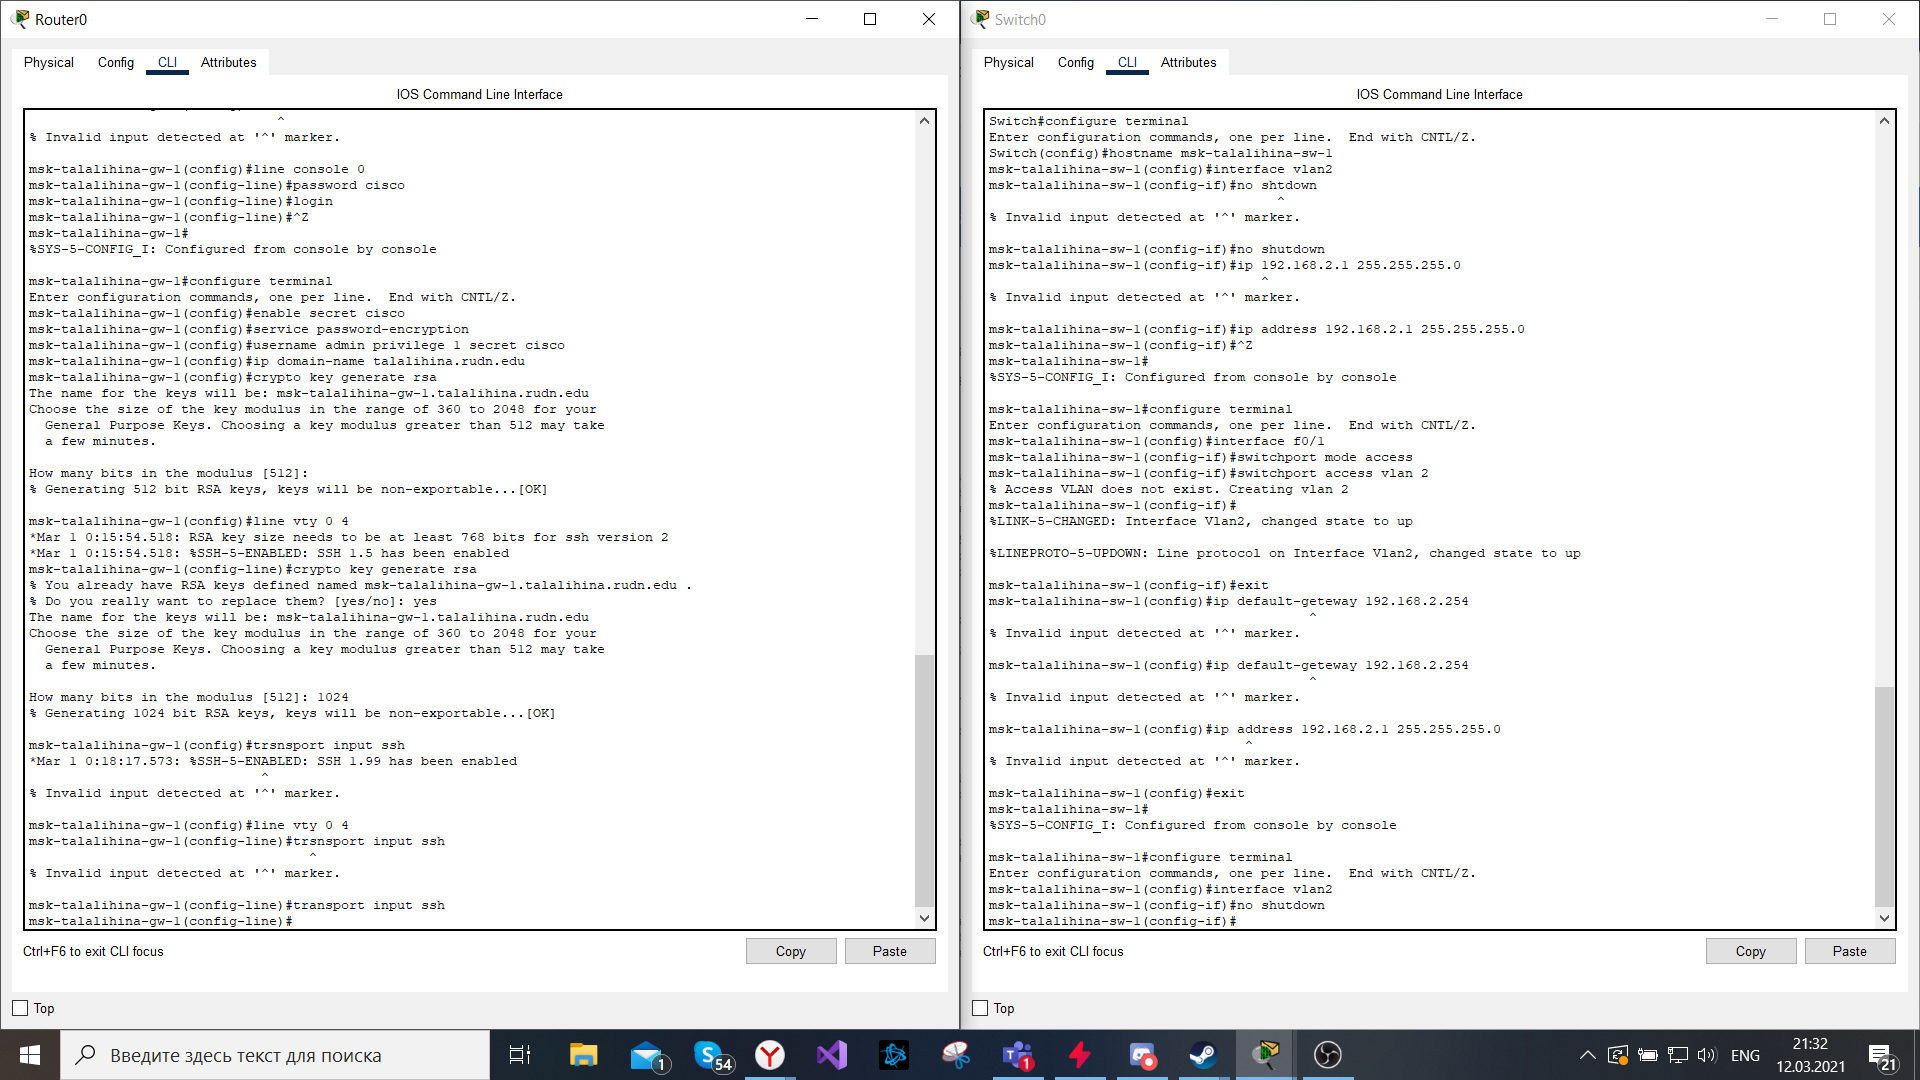 Router0
Physical Config CLI Attributes
IOS Command Line Interface
^
% Invalid input detected at '^' marker.
msk-talalihina-gw-1(config)#line console 0
msk-talalihina-gw-1(config-line)#password cisco
msk-talalihina-gw-1(config-line)#login
msk-talalihina-gw-1(config-line)#^Z
msk-talalihina-gw-1#
%SYS-5-CONFIG_I: Configured from console by console
msk-talalihina-gw-1#configure terminal
Enter configuration commands, one per line.  End with CNTL/Z.
msk-talalihina-gw-1(config)#enable secret cisco
msk-talalihina-gw-1(config)#service password-encryption
msk-talalihina-gw-1(config)#username admin privilege 1 secret cisco
msk-talalihina-gw-1(config)#ip domain-name talalihina.rudn.edu
msk-talalihina-gw-1(config)#crypto key generate rsa
The name for the keys will be: msk-talalihina-gw-1.talalihina.rudn.edu
Choose the size of the key modulus in the range of 360 to 2048 for your
General Purpose Keys. Choosing a key modulus greater than 512 may take
a few minutes.
How many bits in the modulus [512]:
% Generating 512 bit RSA keys, keys will be non-exportable...[OK]
msk-talalihina-gw-1(config)#line vty 0 4
*Mar 1 0:15:54.518: RSA key size needs to be at least 768 bits for ssh version 2
*Mar 1 0:15:54.518: %SSH-5-ENABLED: SSH 1.5 has been enabled
msk-talalihina-gw-1(config-line)#crypto key generate rsa
% You already have RSA keys defined named msk-talalihina-gw-1.talalihina.rudn.edu .
% Do you really want to replace them? [yes/no]: yes
The name for the keys will be: msk-talalihina-gw-1.talalihina.rudn.edu
Choose the size of the key modulus in the range of 360 to 2048 for your
General Purpose Keys. Choosing a key modulus greater than 512 may take
a few minutes.
How many bits in the modulus [512]: 1024
% Generating 1024 bit RSA keys, keys will be non-exportable...[OK]
msk-talalihina-gw-1(config)#trsnsport input ssh
*Mar 1 0:18:17.573: %SSH-5-ENABLED: SSH 1.99 has been enabled
^
% Invalid input detected at '^' marker.
msk-talalihina-gw-1(config)#line vty 0 4
msk-talalihina-gw-1(config-line)#trsnsport input ssh
^
% Invalid input detected at '^' marker.
msk-talalihina-gw-1(config-line)#transport input ssh
msk-talalihina-gw-1(config-line)#
Ctrl+F6 to exit CLI focus
Copy Paste
Top
Switch0
Physical Config CLI Attributes
IOS Command Line Interface
Switch#configure terminal
Enter configuration commands, one per line.  End with CNTL/Z.
Switch(config)#hostname msk-talalihina-sw-1
msk-talalihina-sw-1(config)#interface vlan2
msk-talalihina-sw-1(config-if)#no shtdown
^
% Invalid input detected at '^' marker.
msk-talalihina-sw-1(config-if)#no shutdown
msk-talalihina-sw-1(config-if)#ip 192.168.2.1 255.255.255.0
^
% Invalid input detected at '^' marker.
msk-talalihina-sw-1(config-if)#ip address 192.168.2.1 255.255.255.0
msk-talalihina-sw-1(config-if)#^Z
msk-talalihina-sw-1#
%SYS-5-CONFIG_I: Configured from console by console
msk-talalihina-sw-1#configure terminal
Enter configuration commands, one per line.  End with CNTL/Z.
msk-talalihina-sw-1(config)#interface f0/1
msk-talalihina-sw-1(config-if)#switchport mode access
msk-talalihina-sw-1(config-if)#switchport access vlan 2
% Access VLAN does not exist. Creating vlan 2
msk-talalihina-sw-1(config-if)#
%LINK-5-CHANGED: Interface Vlan2, changed state to up
%LINEPROTO-5-UPDOWN: Line protocol on Interface Vlan2, changed state to up
msk-talalihina-sw-1(config-if)#exit
msk-talalihina-sw-1(config)#ip default-geteway 192.168.2.254
^
% Invalid input detected at '^' marker.
msk-talalihina-sw-1(config)#ip default-geteway 192.168.2.254
^
% Invalid input detected at '^' marker.
msk-talalihina-sw-1(config)#ip address 192.168.2.1 255.255.255.0
^
% Invalid input detected at '^' marker.
msk-talalihina-sw-1(config)#exit
msk-talalihina-sw-1#
%SYS-5-CONFIG_I: Configured from console by console
msk-talalihina-sw-1#configure terminal
Enter configuration commands, one per line.  End with CNTL/Z.
msk-talalihina-sw-1(config)#interface vlan2
msk-talalihina-sw-1(config-if)#no shutdown
msk-talalihina-sw-1(config-if)#
Ctrl+F6 to exit CLI focus
Copy Paste
Top
Введите здесь текст для поиска
1
54
1
ENG
21:32
12.03.2021
21